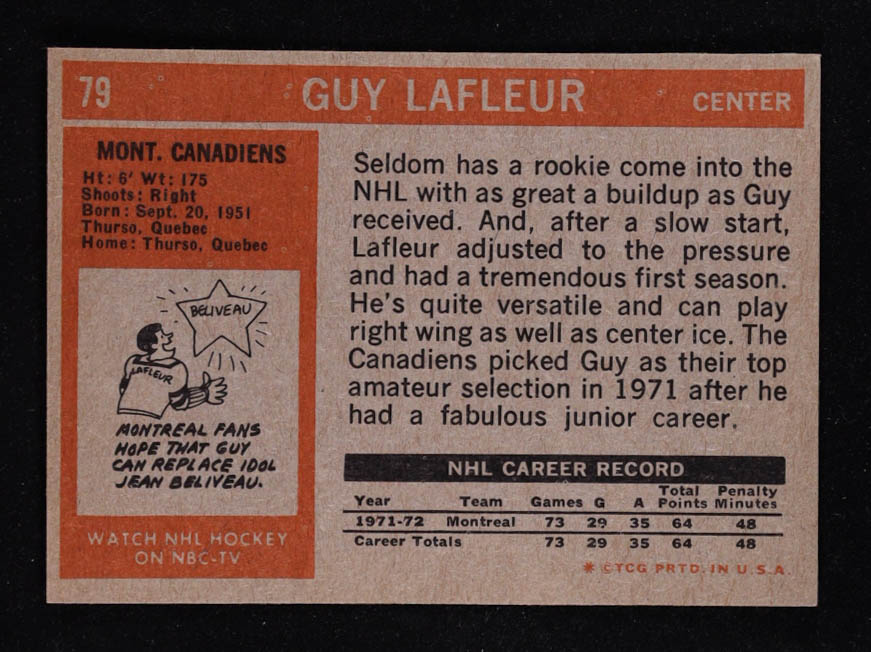 79 GUY LAFLEUR CENTER
MONT. CANADIENS
Ht: 6' Wt: 175
Shoots: Right
Born: Sept. 20, 1951
Thurso, Quebec
Home: Thurso, Quebec
BELIVEAU
LAFLEUR
MONTREAL FANS
HOPE THAT GUY
CAN REPLACE IDOL
JEAN BELIVEAU.
WATCH NHL HOCKEY
ON NBC-TV
Seldom has a rookie come into the
NHL with as great a buildup as Guy
received. And, after a slow start,
Lafleur adjusted to the pressure
and had a tremendous first season.
He's quite versatile and can play
right wing as well as center ice. The
Canadiens picked Guy as their top
amateur selection in 1971 after he
had a fabulous junior career.
NHL CAREER RECORD
Year Team Games G A Total Points Penalty Minutes
1971-72 Montreal 73 29 35 64 48
Career Totals 73 29 35 64 48
* ©TCG PRTD. IN U.S.A.